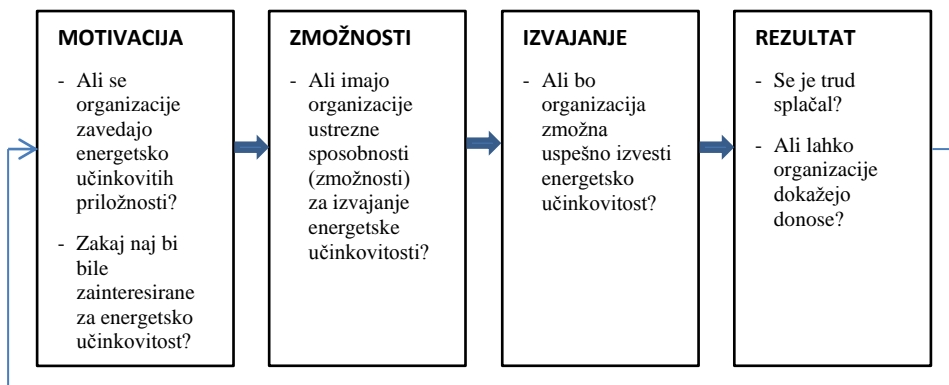 MOTIVACIJA
- Ali se
organizacije
zavedajo
energetsko
učinkovitih
priložnosti?
- Zakaj naj bi
bile
zainteresirane
za energetsko
učinkovitost?
ZMOŽNOSTI
- Ali imajo
organizacije
ustrezne
sposobnosti
(zmožnosti)
za izvajanje
energetske
učinkovitosti?
IZVAJANJE
- Ali bo
organizacija
zmožna
uspešno izvesti
energetsko
učinkovitost?
REZULTAT
- Se je trud
splačal?
- Ali lahko
organizacije
dokažejo
donose?